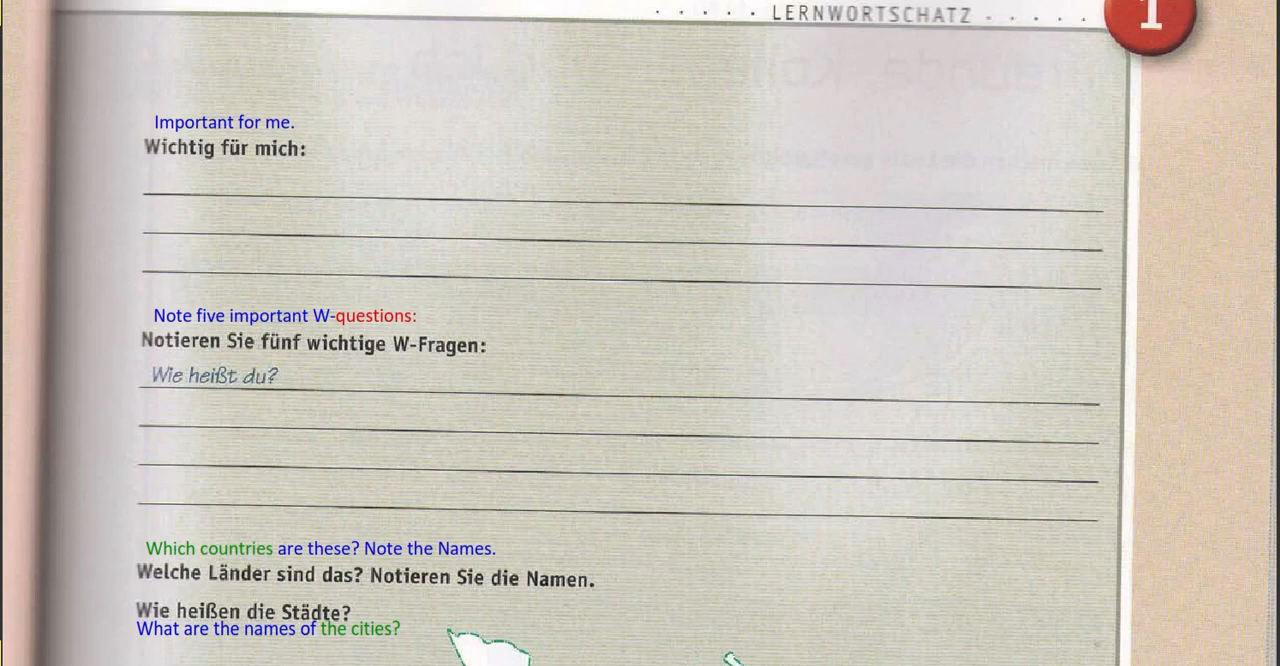 · · · · · LERNWORTSCHATZ · · · · ·
1
Important for me.
Wichtig für mich:
Note five important W-questions:
Notieren Sie fünf wichtige W-Fragen:
Wie heißt du?
Which countries are these? Note the Names.
Welche Länder sind das? Notieren Sie die Namen.
Wie heißen die Städte?
What are the names of the cities?